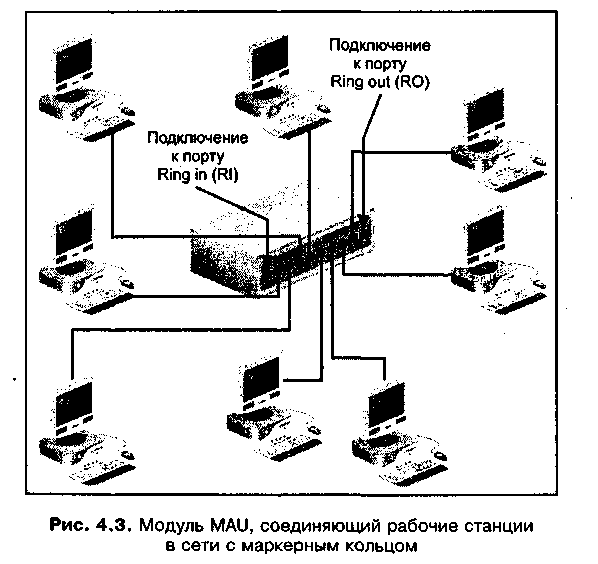 Подключение
к порту
Ring out (RO)
Подключение
к порту
Ring in (RI)
Рис. 4.3. Модуль MAU, соединяющий рабочие станции
в сети с маркерным кольцом